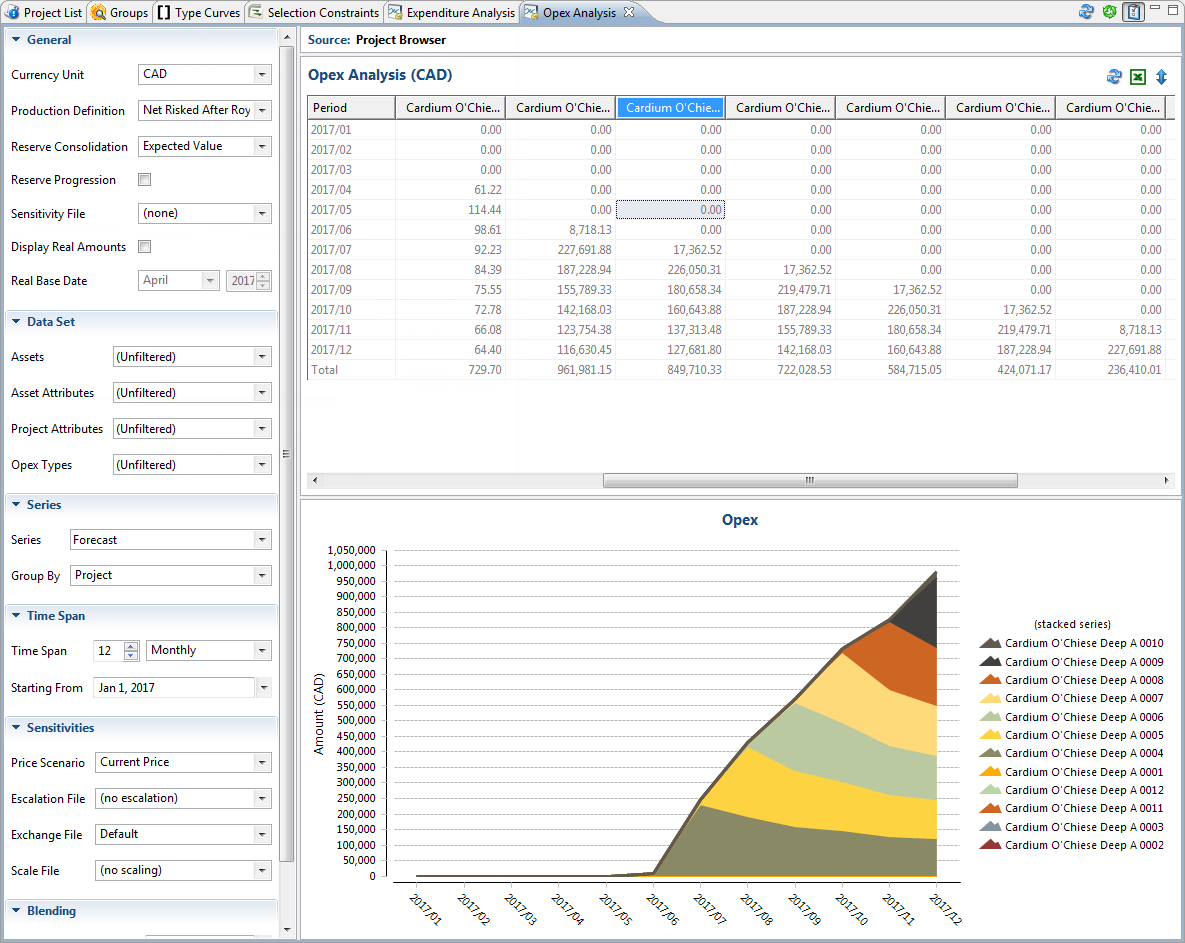 Project List Groups Type Curves Selection Constraints Expenditure Analysis Opex Analysis
General
Currency Unit CAD
Production Definition Net Risked After Roy
Reserve Consolidation Expected Value
Reserve Progression
Sensitivity File (none)
Display Real Amounts
Real Base Date April 2017
Data Set
Assets (Unfiltered)
Asset Attributes (Unfiltered)
Project Attributes (Unfiltered)
Opex Types (Unfiltered)
Series
Series Forecast
Group By Project
Time Span
Time Span 12 Monthly
Starting From Jan 1, 2017
Sensitivities
Price Scenario Current Price
Escalation File (no escalation)
Exchange File Default
Scale File (no scaling)
Blending
Source: Project Browser
Opex Analysis (CAD)
Period Cardium O'Chie... Cardium O'Chie... Cardium O'Chie... Cardium O'Chie... Cardium O'Chie... Cardium O'Chie... Cardium O'Chie...
2017/01 0.00 0.00 0.00 0.00 0.00 0.00 0.00
2017/02 0.00 0.00 0.00 0.00 0.00 0.00 0.00
2017/03 0.00 0.00 0.00 0.00 0.00 0.00 0.00
2017/04 61.22 0.00 0.00 0.00 0.00 0.00 0.00
2017/05 114.44 0.00 0.00 0.00 0.00 0.00 0.00
2017/06 98.61 8,718.13 0.00 0.00 0.00 0.00 0.00
2017/07 92.23 227,691.88 17,362.52 0.00 0.00 0.00 0.00
2017/08 84.39 187,228.94 226,050.31 17,362.52 0.00 0.00 0.00
2017/09 75.55 155,789.33 180,658.34 219,479.71 17,362.52 0.00 0.00
2017/10 72.78 142,168.03 160,643.88 187,228.94 226,050.31 17,362.52 0.00
2017/11 66.08 123,754.38 137,313.48 155,789.33 180,658.34 219,479.71 8,718.13
2017/12 64.40 116,630.45 127,681.80 142,168.03 160,643.88 187,228.94 227,691.88
Total 729.70 961,981.15 849,710.33 722,028.53 584,715.05 424,071.17 236,410.01
Opex
1,050,000
1,000,000
950,000
900,000
850,000
800,000
750,000
700,000
650,000
600,000
550,000
500,000
450,000
400,000
350,000
300,000
250,000
200,000
150,000
100,000
50,000
0
Amount (CAD)
2017/01 2017/02 2017/03 2017/04 2017/05 2017/06 2017/07 2017/08 2017/09 2017/10 2017/11 2017/12
(stacked series)
Cardium O'Chiese Deep A 0010
Cardium O'Chiese Deep A 0009
Cardium O'Chiese Deep A 0008
Cardium O'Chiese Deep A 0007
Cardium O'Chiese Deep A 0006
Cardium O'Chiese Deep A 0005
Cardium O'Chiese Deep A 0004
Cardium O'Chiese Deep A 0001
Cardium O'Chiese Deep A 0012
Cardium O'Chiese Deep A 0011
Cardium O'Chiese Deep A 0003
Cardium O'Chiese Deep A 0002